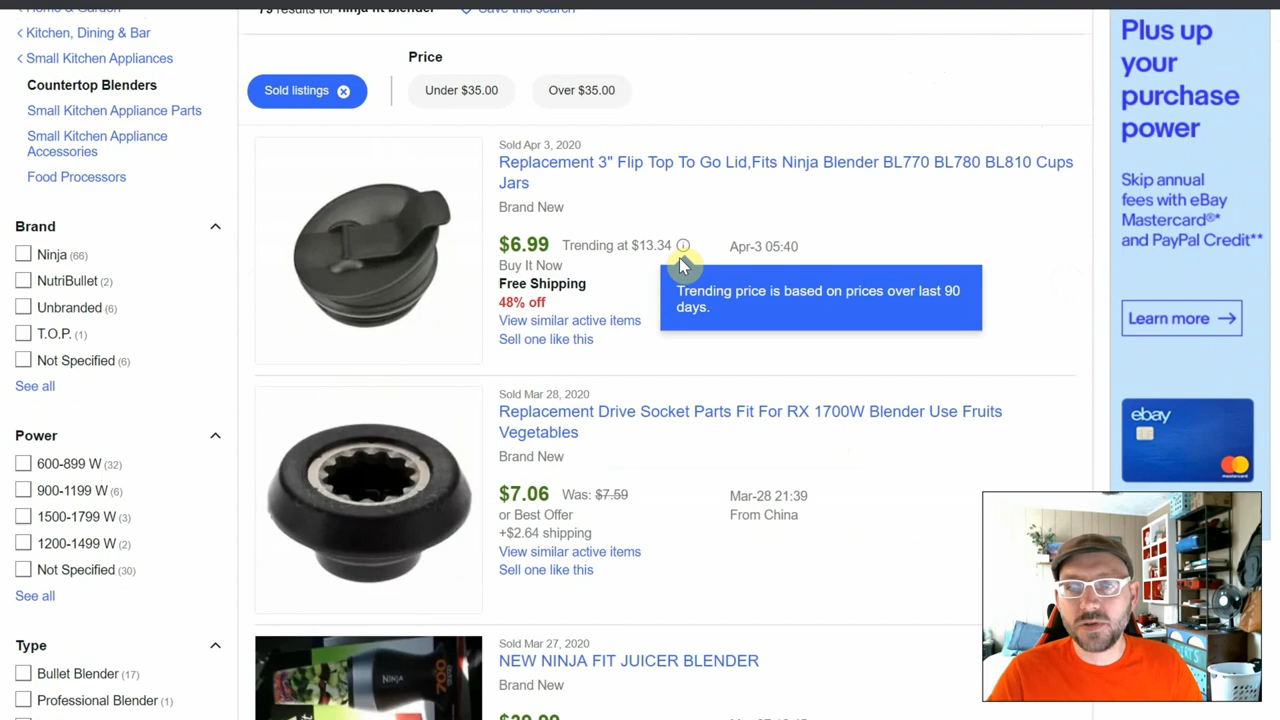 Home & Garden
79 results for ninja fit blender
Save this search
Kitchen, Dining & Bar
Small Kitchen Appliances
Countertop Blenders
Small Kitchen Appliance Parts
Small Kitchen Appliance
Accessories
Food Processors
Brand
Ninja (66)
NutriBullet (2)
Unbranded (6)
T.O.P. (1)
Not Specified (6)
See all
Power
600-899 W (32)
900-1199 W (6)
1500-1799 W (3)
1200-1499 W (2)
Not Specified (30)
See all
Type
Bullet Blender (17)
Professional Blender (1)
Price
Sold listings
Under $35.00
Over $35.00
Sold Apr 3, 2020
Replacement 3" Flip Top To Go Lid,Fits Ninja Blender BL770 BL780 BL810 Cups
Jars
Brand New
$6.99 Trending at $13.34
Apr-3 05:40
Buy It Now
Free Shipping
48% off
View similar active items
Sell one like this
Trending price is based on prices over last 90
days.
Sold Mar 28, 2020
Replacement Drive Socket Parts Fit For RX 1700W Blender Use Fruits
Vegetables
Brand New
$7.06 Was: $7.59
Mar-28 21:39
or Best Offer
From China
+$2.64 shipping
View similar active items
Sell one like this
Sold Mar 27, 2020
NEW NINJA FIT JUICER BLENDER
Brand New
NINJA
700
Plus up
your
purchase
power
Skip annual
fees with eBay
Mastercard®*
and PayPal Credit**
Learn more
ebay